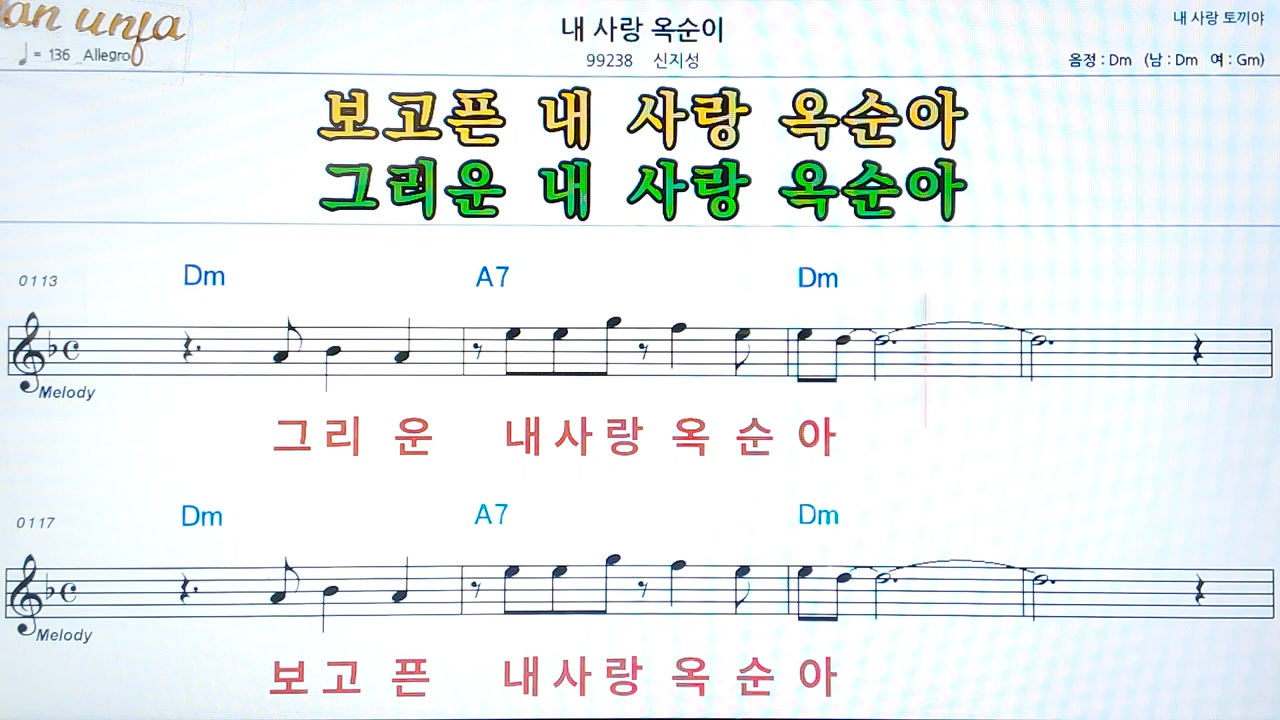 내 사랑 옥순이
내 사랑 토끼야
♩ = 136 Allegro
99238 신지성
음정 : Dm (남 : Dm 여 : Gm)
보고픈 내 사랑 옥순아
그리운 내 사랑 옥순아
0113 Dm A7 Dm
Melody
그리 운 내사랑 옥 순 아
0117 Dm A7 Dm
Melody
보고 픈 내사랑 옥 순 아